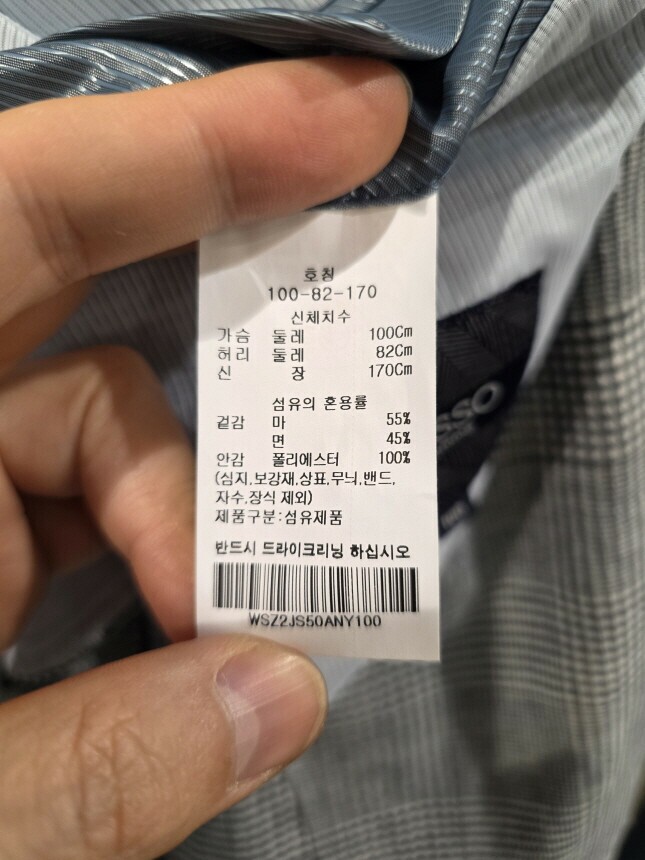 호칭
100-82-170
신체치수
가슴 둘레 100Cm
허리 둘레 82Cm
신 장 170Cm
섬유의 혼용률
겉감 마 55%
면 45%
안감 폴리에스터 100%
(심지,보강재,상표,무늬,밴드,
자수,장식 제외)
제품구분:섬유제품
반드시 드라이크리닝 하십시오
WSZ2JS50ANY100